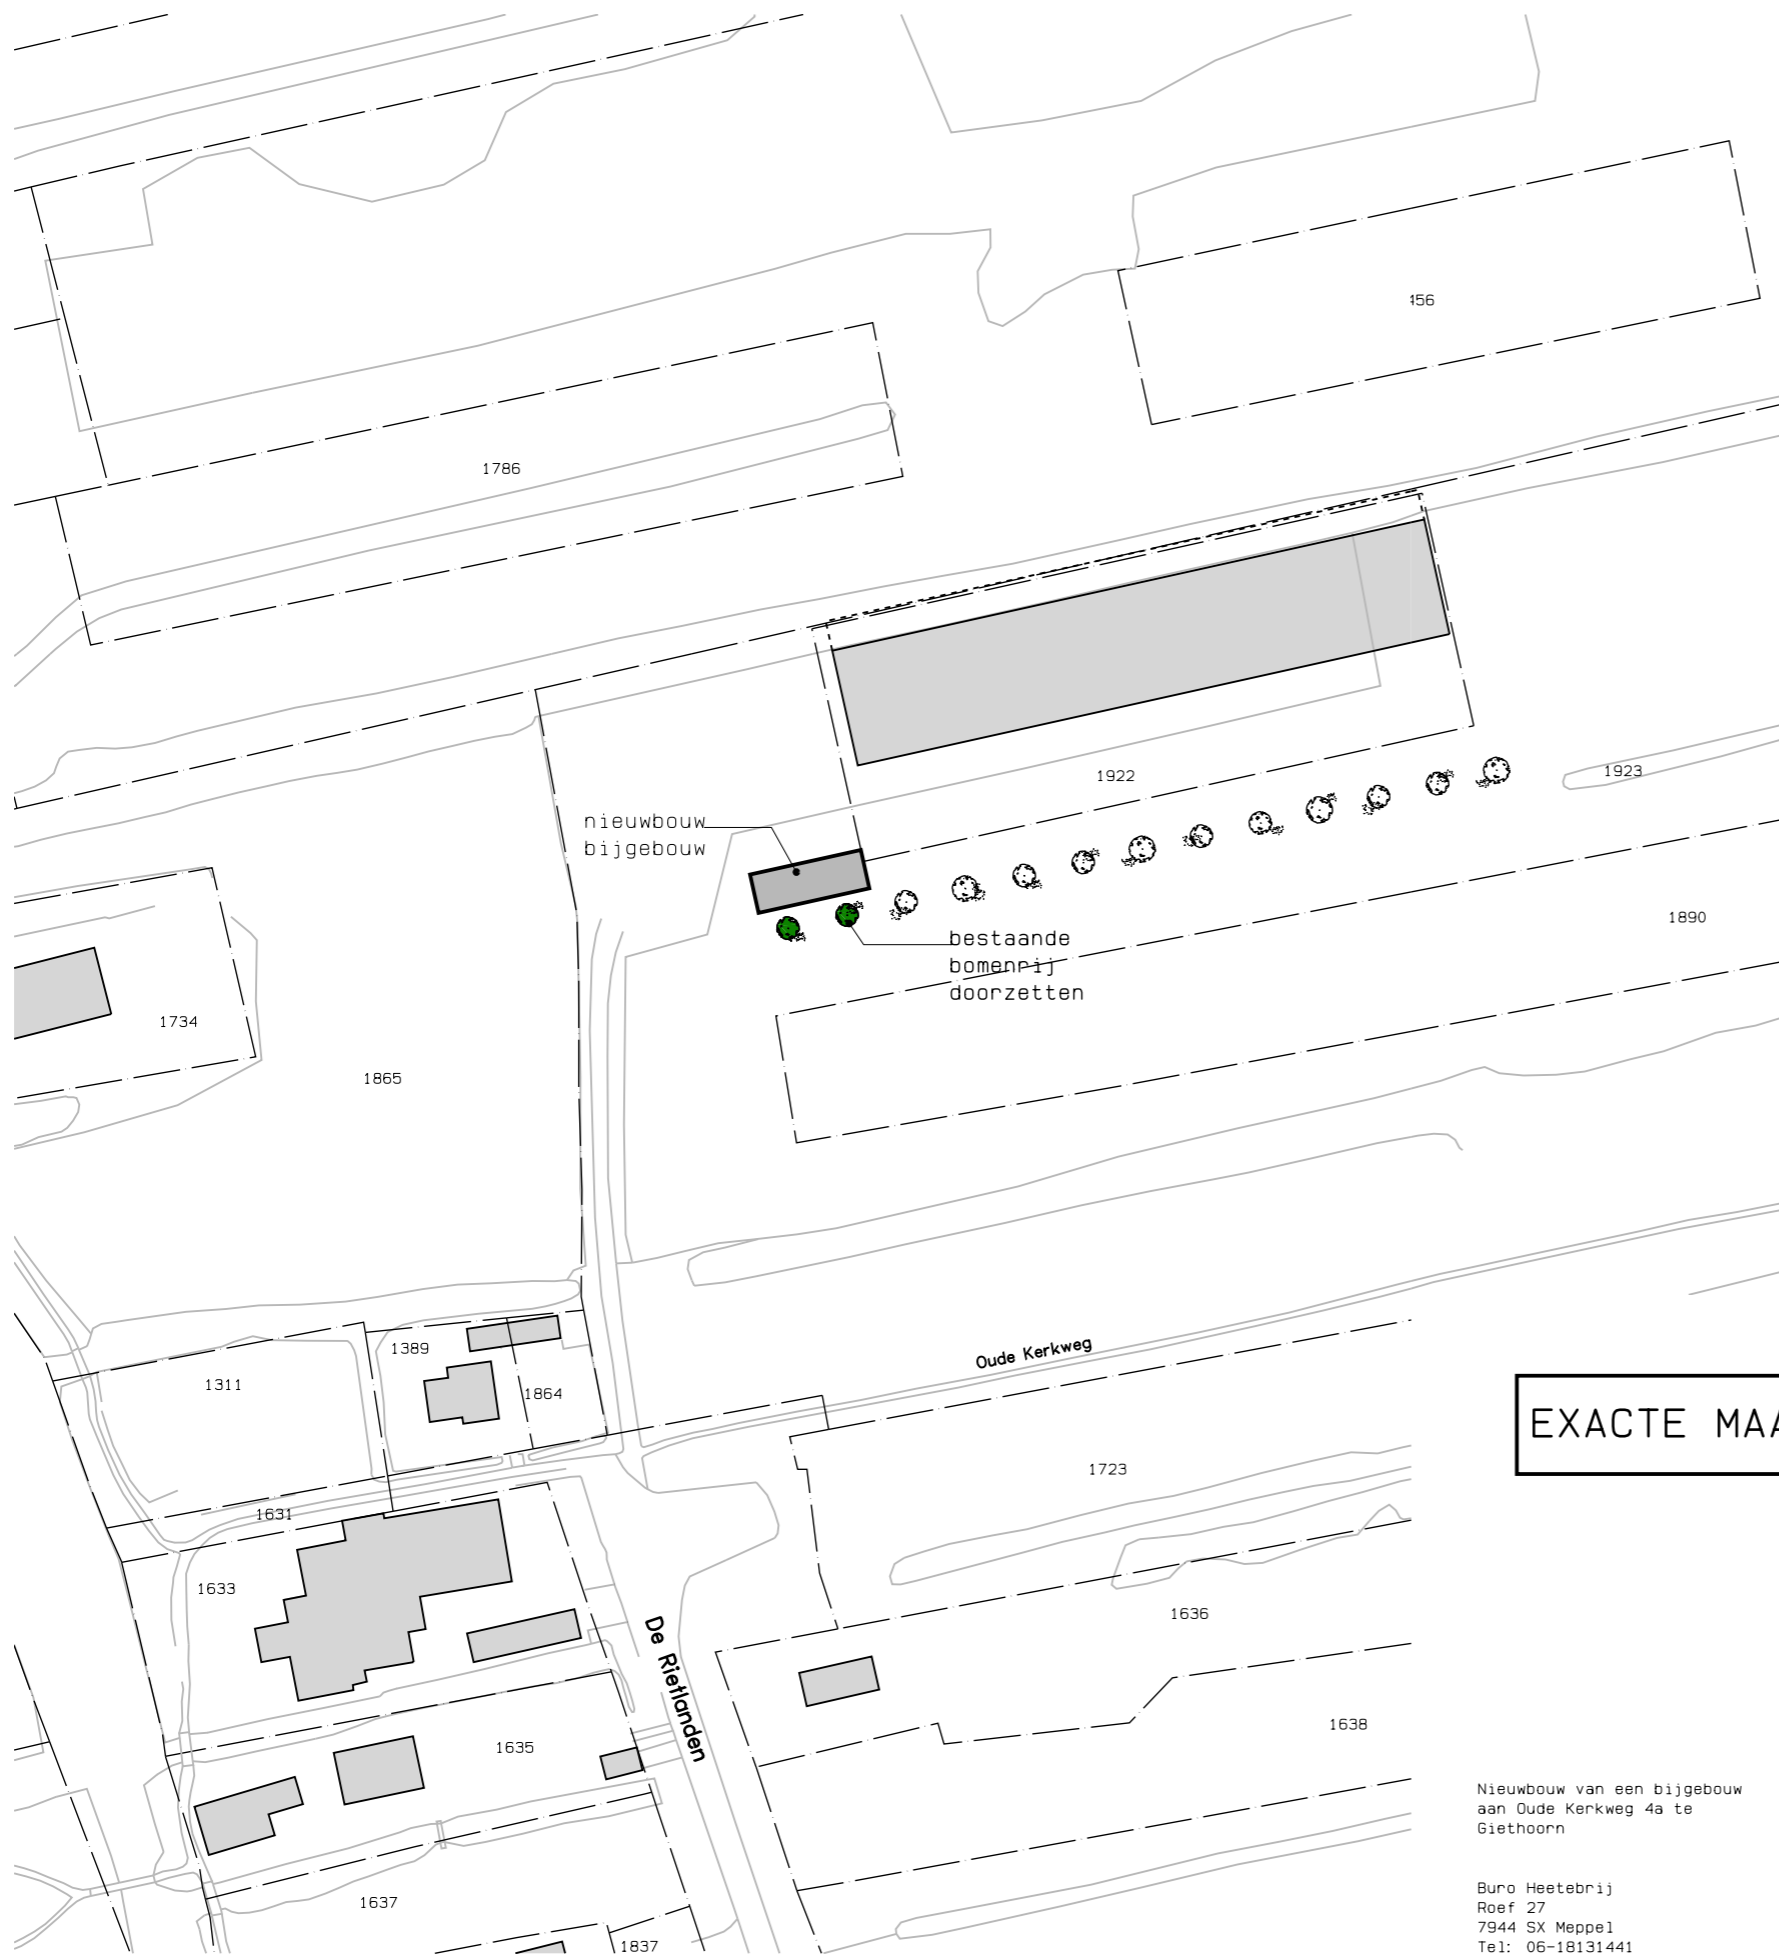 456
1786
1922
1923
nieuwbouw
bijgebouw
1890
bestaande
bomenrij
doorzetten
1734
1865
Oude Kerkweg
1389
1311
1864
EXACTE MAA
1723
1631
1633
1636
De Rietlanden
1638
1635
Nieuwbouw van een bijgebouw
aan Oude Kerkweg 4a te
Giethoorn
Buro Heetebrij
Roef 27
7944 SX Meppel
Tel: 06-18131441
1637
1837